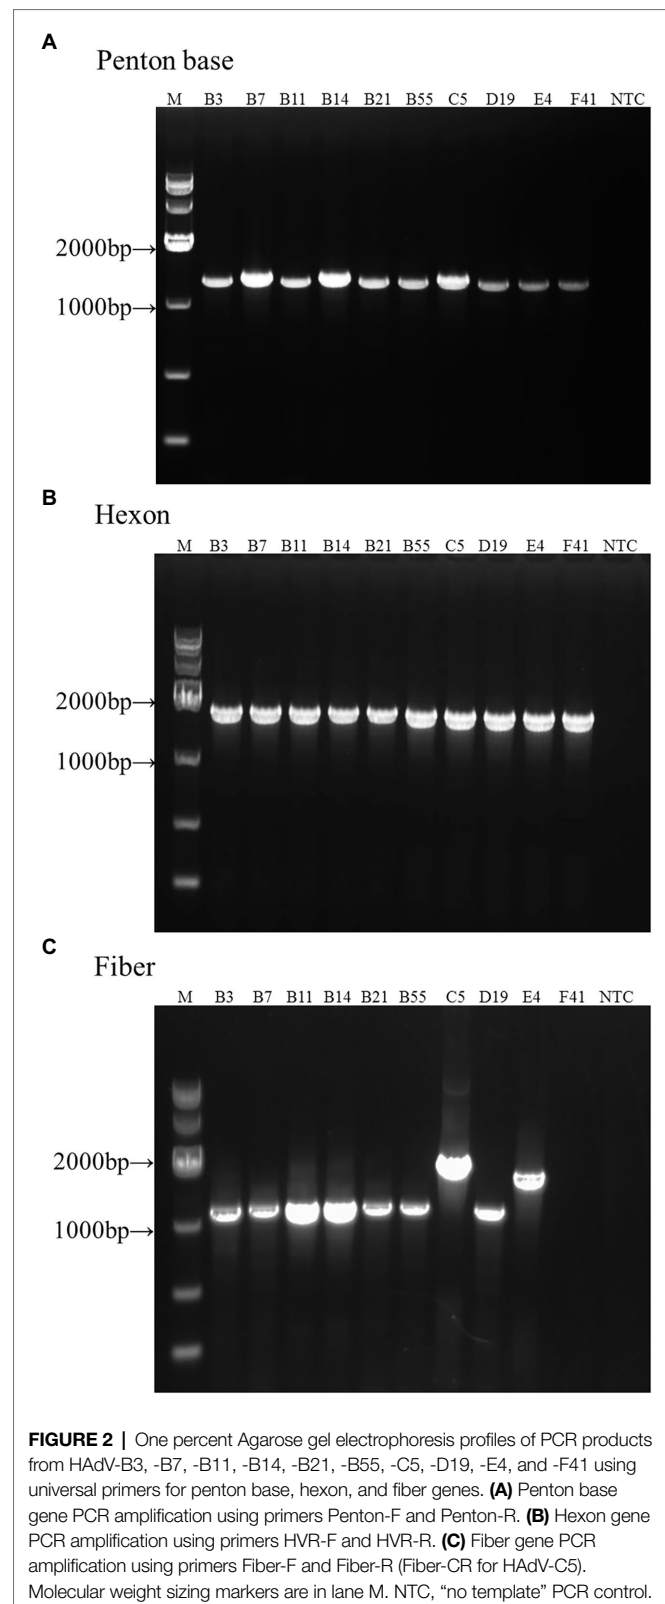 A
Penton base
M B3 B7 B11 B14 B21 B55 C5 D19 E4 F41 NTC
2000bp→
1000bp→
B
Hexon
M B3 B7 B11 B14 B21 B55 C5 D19 E4 F41 NTC
2000bp→
1000bp→
C
Fiber
M B3 B7 B11 B14 B21 B55 C5 D19 E4 F41 NTC
2000bp→
1000bp→
FIGURE 2 | One percent Agarose gel electrophoresis profiles of PCR products
from HAdV-B3, -B7, -B11, -B14, -B21, -B55, -C5, -D19, -E4, and -F41 using
universal primers for penton base, hexon, and fiber genes. (A) Penton base
gene PCR amplification using primers Penton-F and Penton-R. (B) Hexon gene
PCR amplification using primers HVR-F and HVR-R. (C) Fiber gene PCR
amplification using primers Fiber-F and Fiber-R (Fiber-CR for HAdV-C5).
Molecular weight sizing markers are in lane M. NTC, “no template” PCR control.